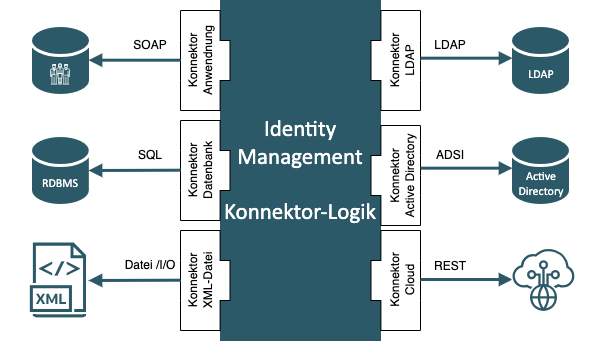 SOAP
Konnektor
Anwendnung
Konnektor
LDAP
LDAP
LDAP
Identity
Management
Konnektor-Logik
RDBMS
SQL
Konnektor
Datenbank
Konnektor
Active Directory
ADSI
Active
Directory
</>
XML
Datei /I/O
Konnektor
XML-Datei
Konnektor
Cloud
REST